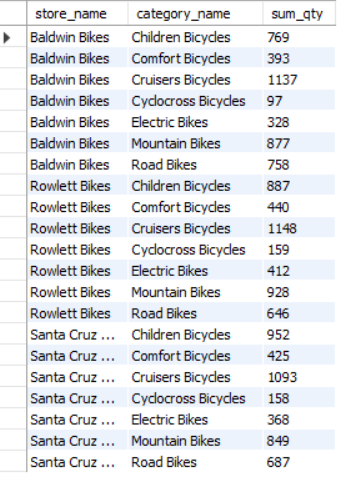 store_name category_name sum_qty
Baldwin Bikes Children Bicycles 769
Baldwin Bikes Comfort Bicycles 393
Baldwin Bikes Cruisers Bicycles 1137
Baldwin Bikes Cyclocross Bicycles 97
Baldwin Bikes Electric Bikes 328
Baldwin Bikes Mountain Bikes 877
Baldwin Bikes Road Bikes 758
Rowlett Bikes Children Bicycles 887
Rowlett Bikes Comfort Bicycles 440
Rowlett Bikes Cruisers Bicycles 1148
Rowlett Bikes Cyclocross Bicycles 159
Rowlett Bikes Electric Bikes 412
Rowlett Bikes Mountain Bikes 928
Rowlett Bikes Road Bikes 646
Santa Cruz ... Children Bicycles 952
Santa Cruz ... Comfort Bicycles 425
Santa Cruz ... Cruisers Bicycles 1093
Santa Cruz ... Cyclocross Bicycles 158
Santa Cruz ... Electric Bikes 368
Santa Cruz ... Mountain Bikes 849
Santa Cruz ... Road Bikes 687